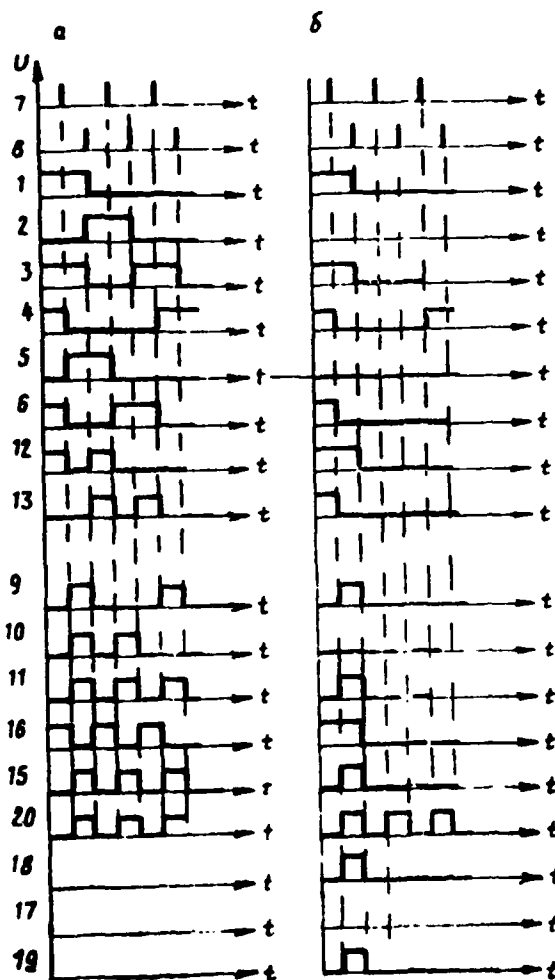 а б
U
7 t t
8 t t
1 t t
2 t t
3 t t
4 t t
5 t t
6 t t
12 t t
13 t t
9 t t
10 t t
11 t t
16 t t
15 t t
20 t t
18 t t
17 t t
19 t t